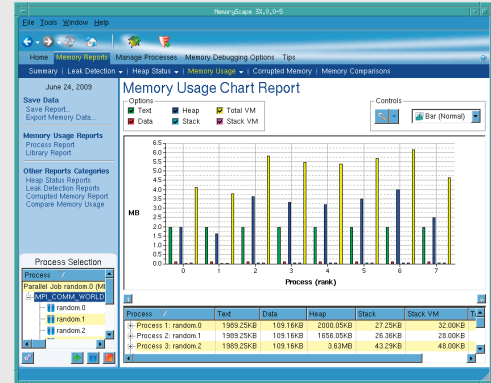 MemoryScape 3X.0.0-5
File Tools Window Help
Home Memory Reports Manage Processes Memory Debugging Options Tips
Summary | Leak Detection | Heap Status | Memory Usage | Corrupted Memory | Memory Comparisons
June 24, 2009
Save Data
Save Report...
Export Memory Data...
Memory Usage Reports
Process Report
Library Report
Other Reports Categories
Heap Status Reports
Leak Detection Reports
Corrupted Memory Report
Compare Memory Usage
Process Selection
Process
Parallel Job random.0 (MI
MPI_COMM_WORLD
random.0
random.1
random.2
Memory Usage Chart Report
Options
Text Heap Total VM
Data Stack Stack VM
Controls
Bar (Normal)
6.5
6.0
5.5
5.0
4.5
4.0
3.5
3.0
2.5
2.0
1.5
1.0
0.5
0.0
MB
0 1 2 3 4 5 6 7
Process (rank)
Process Text Data Heap Stack Stack VM
Process 1: random.0 1989.25KB 109.16KB 2000.05KB 27.25KB 32.00KB
Process 2: random.1 1989.25KB 109.16KB 1656.05KB 26.36KB 28.00KB
Process 3: random.2 1989.25KB 109.16KB 3.63MB 43.29KB 48.00KB